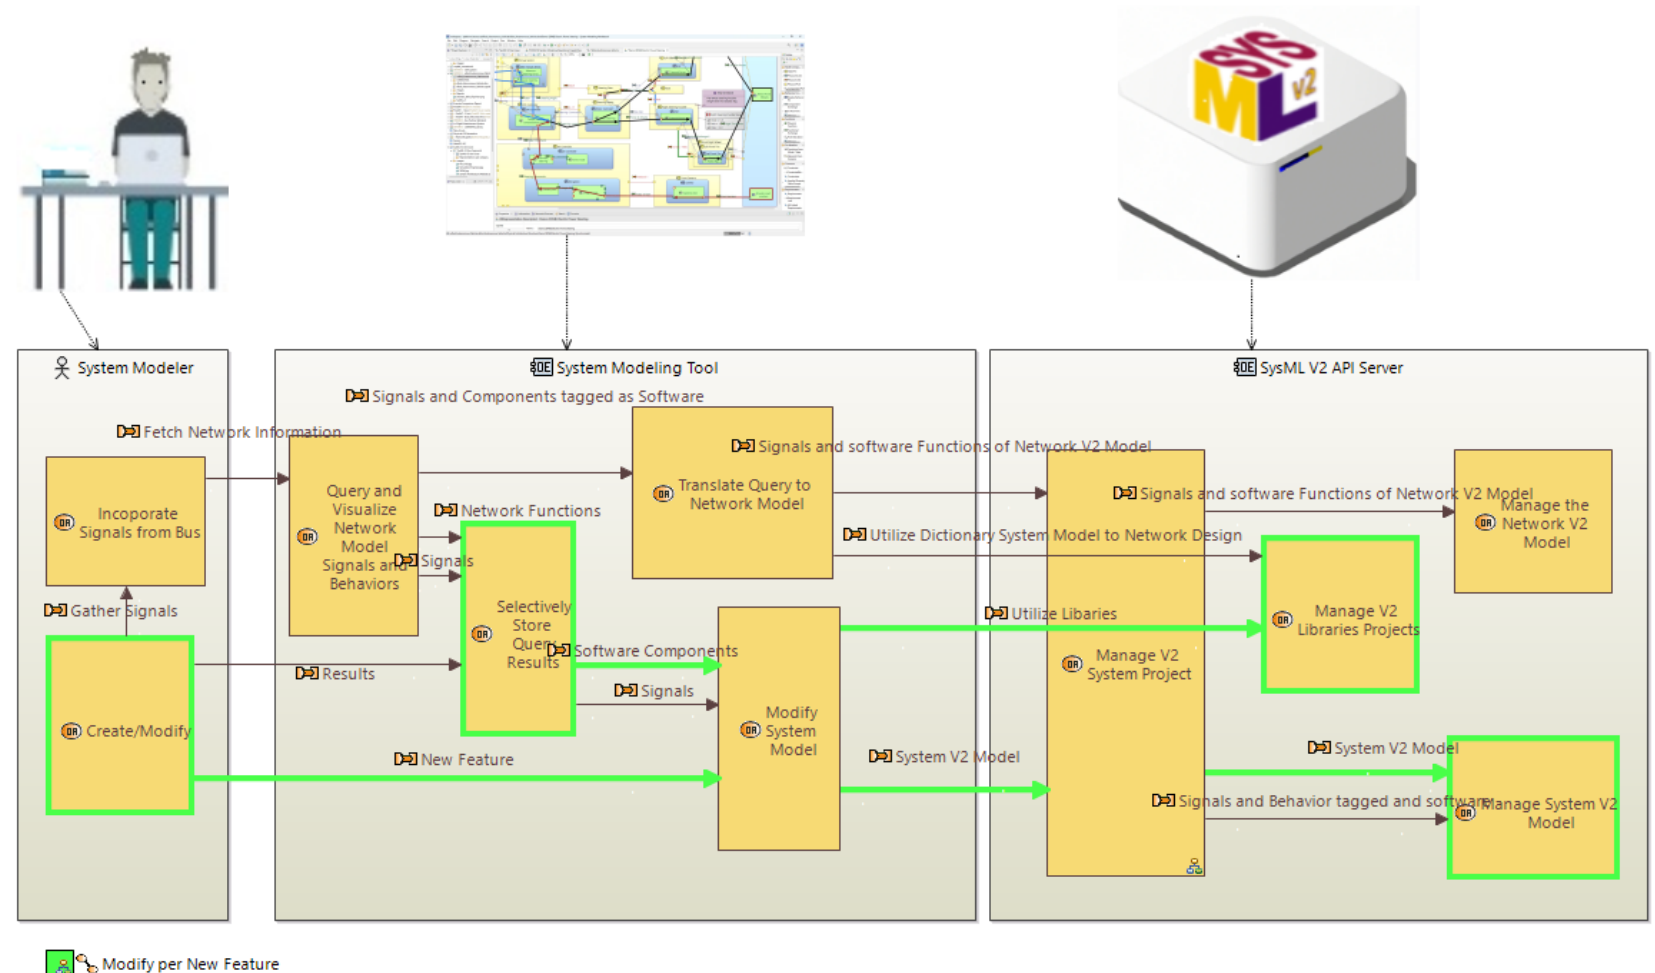 SYS
ML
V2
System Modeler
System Modeling Tool
SysML V2 API Server
Signals and Components tagged as Software
Fetch Network Information
Signals and software Functions of Network V2 Model
Incoporate
Signals from Bus
Query and
Visualize
Network
Model
Signals and
Behaviors
Translate Query to
Network Model
Signals and software Functions of Network V2 Model
Manage the
Network V2
Model
Network Functions
Utilize Dictionary System Model to Network Design
Signals
Gather Signals
Selectively
Store
Query
Results
Utilize Libaries
Manage V2
Libraries Projects
Software Components
Manage V2
System Project
Results
Signals
Create/Modify
Modify
System
Model
New Feature
System V2 Model
System V2 Model
Signals and Behavior tagged and software
Manage System V2
Model
Modify per New Feature